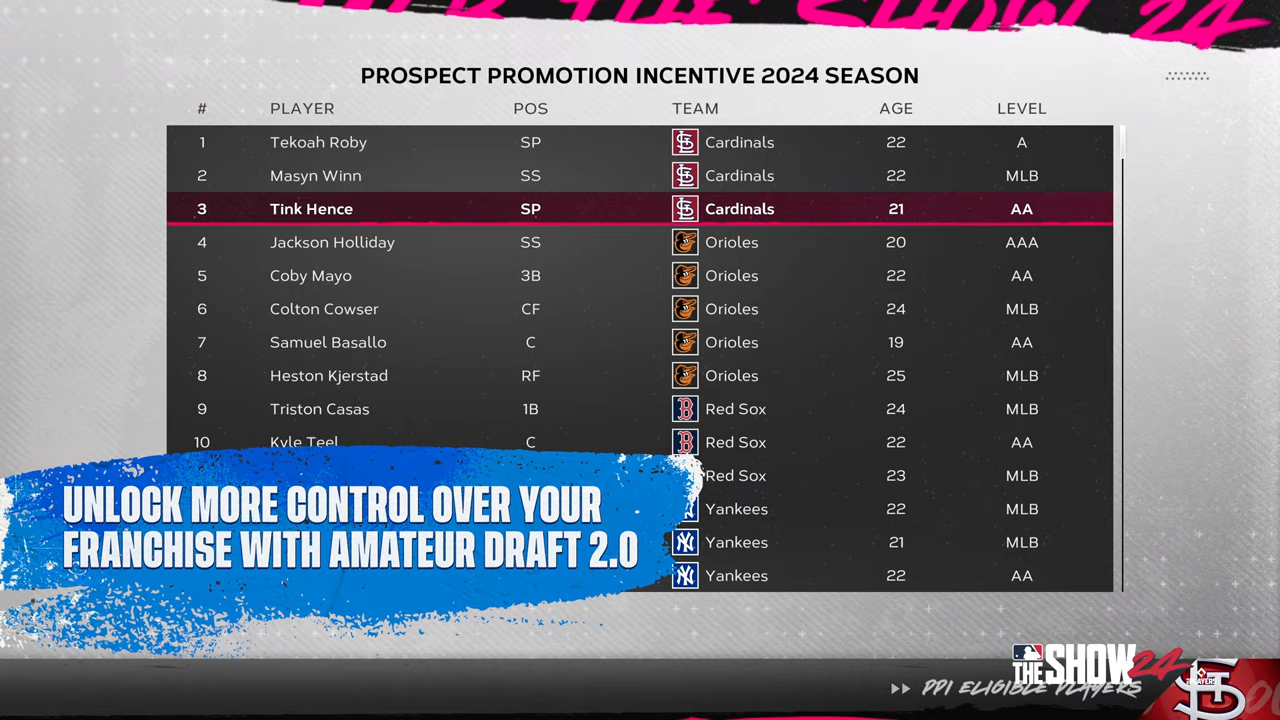 THE SHOW 24
PROSPECT PROMOTION INCENTIVE 2024 SEASON
# PLAYER POS TEAM AGE LEVEL
1 Tekoah Roby SP Cardinals 22 A
2 Masyn Winn SS Cardinals 22 MLB
3 Tink Hence SP Cardinals 21 AA
4 Jackson Holliday SS Orioles 20 AAA
5 Coby Mayo 3B Orioles 22 AA
6 Colton Cowser CF Orioles 24 MLB
7 Samuel Basallo C Orioles 19 AA
8 Heston Kjerstad RF Orioles 25 MLB
9 Triston Casas 1B Red Sox 24 MLB
10 Kyle Teel C Red Sox 22 AA
Red Sox 23 MLB
Yankees 22 MLB
Yankees 21 MLB
Yankees 22 AA
UNLOCK MORE CONTROL OVER YOUR
FRANCHISE WITH AMATEUR DRAFT 2.0
THE SHOW 24
PPI ELIGIBLE PLAYERS